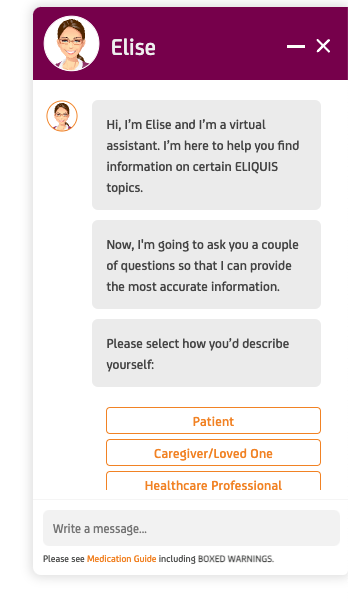 Elise
Hi, I'm Elise and I'm a virtual
assistant. I'm here to help you find
information on certain ELIQUIS
topics.
Now, I'm going to ask you a couple
of questions so that I can provide
the most accurate information.
Please select how you'd describe
yourself:
Patient
Caregiver/Loved One
Healthcare Professional
Write a message...
Please see Medication Guide including BOXED WARNINGS.